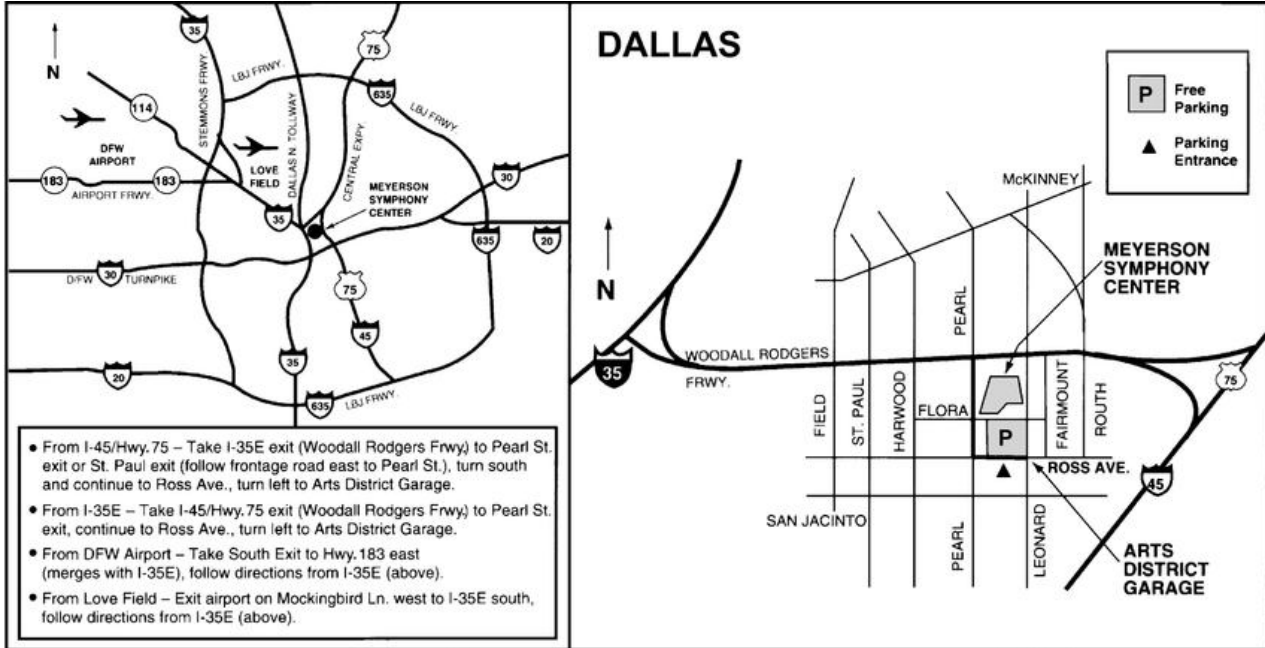 35
N
75
STEMMONS FRWY.
LBJ FRWY.
635
LBJ FRWY.
DALLAS N. TOLLWAY
CENTRAL EXPY.
114
DFW
AIRPORT
LOVE
FIELD
183
183
AIRPORT FRWY.
35
MEYERSON
SYMPHONY
CENTER
30
635
20
30
D/FW TURNPIKE
75
45
35
20
635
LBJ FRWY.
• From I-45/Hwy.75 – Take I-35E exit (Woodall Rodgers Frwy.) to Pearl St.
exit or St. Paul exit (follow frontage road east to Pearl St.), turn south
and continue to Ross Ave., turn left to Arts District Garage.
• From I-35E – Take I-45/Hwy.75 exit (Woodall Rodgers Frwy.) to Pearl St.
exit, continue to Ross Ave., turn left to Arts District Garage.
• From DFW Airport – Take South Exit to Hwy.183 east
(merges with I-35E), follow directions from I-35E (above).
• From Love Field – Exit airport on Mockingbird Ln. west to I-35E south,
follow directions from I-35E (above).
DALLAS
P Free
Parking
Parking
Entrance
McKINNEY
N
MEYERSON
SYMPHONY
CENTER
PEARL
35
WOODALL RODGERS
FRWY.
75
FIELD
ST. PAUL
HARWOOD
FLORA
FAIRMOUNT
ROUTH
P
ROSS AVE.
45
SAN JACINTO
PEARL
LEONARD
ARTS
DISTRICT
GARAGE